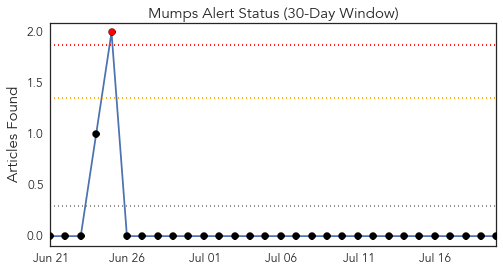 Mumps Alert Status (30-Day Window)
Articles Found
2.0
1.5
1.0
0.5
0.0
Jun 21 Jun 26 Jul 01 Jul 06 Jul 11 Jul 16